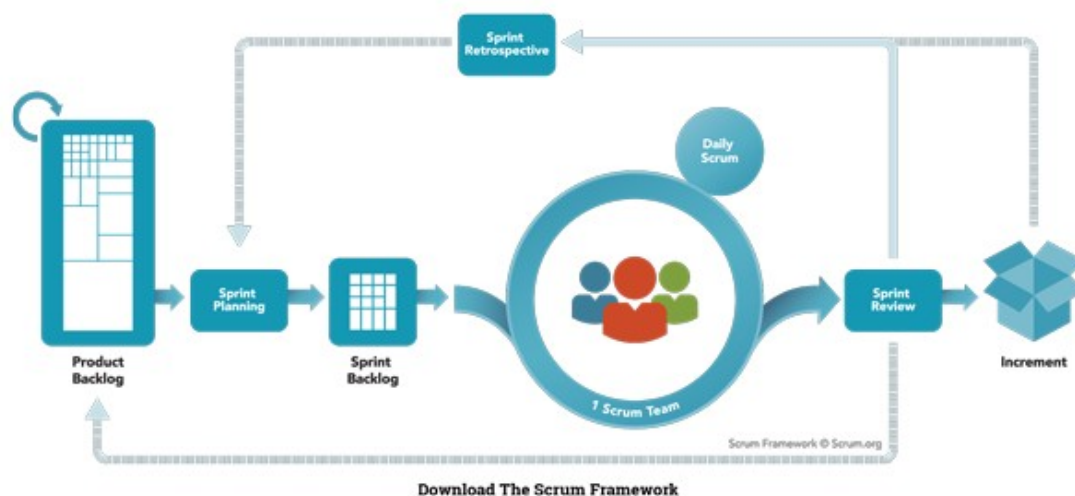 Sprint
Retrospective
Daily
Scrum
Sprint
Planning
Sprint
Review
Product
Backlog
Sprint
Backlog
1 Scrum Team
Increment
Scrum Framework © Scrum.org
Download The Scrum Framework